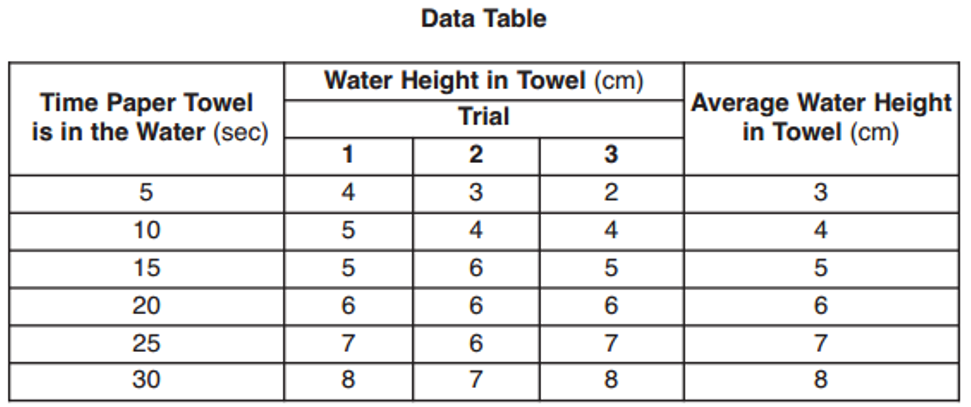 Data Table
Time Paper Towel
is in the Water (sec)
Water Height in Towel (cm)
Average Water Height
in Towel (cm)
Trial
1 2 3
5 4 3 2 3
10 5 4 4 4
15 5 6 5 5
20 6 6 6 6
25 7 6 7 7
30 8 7 8 8